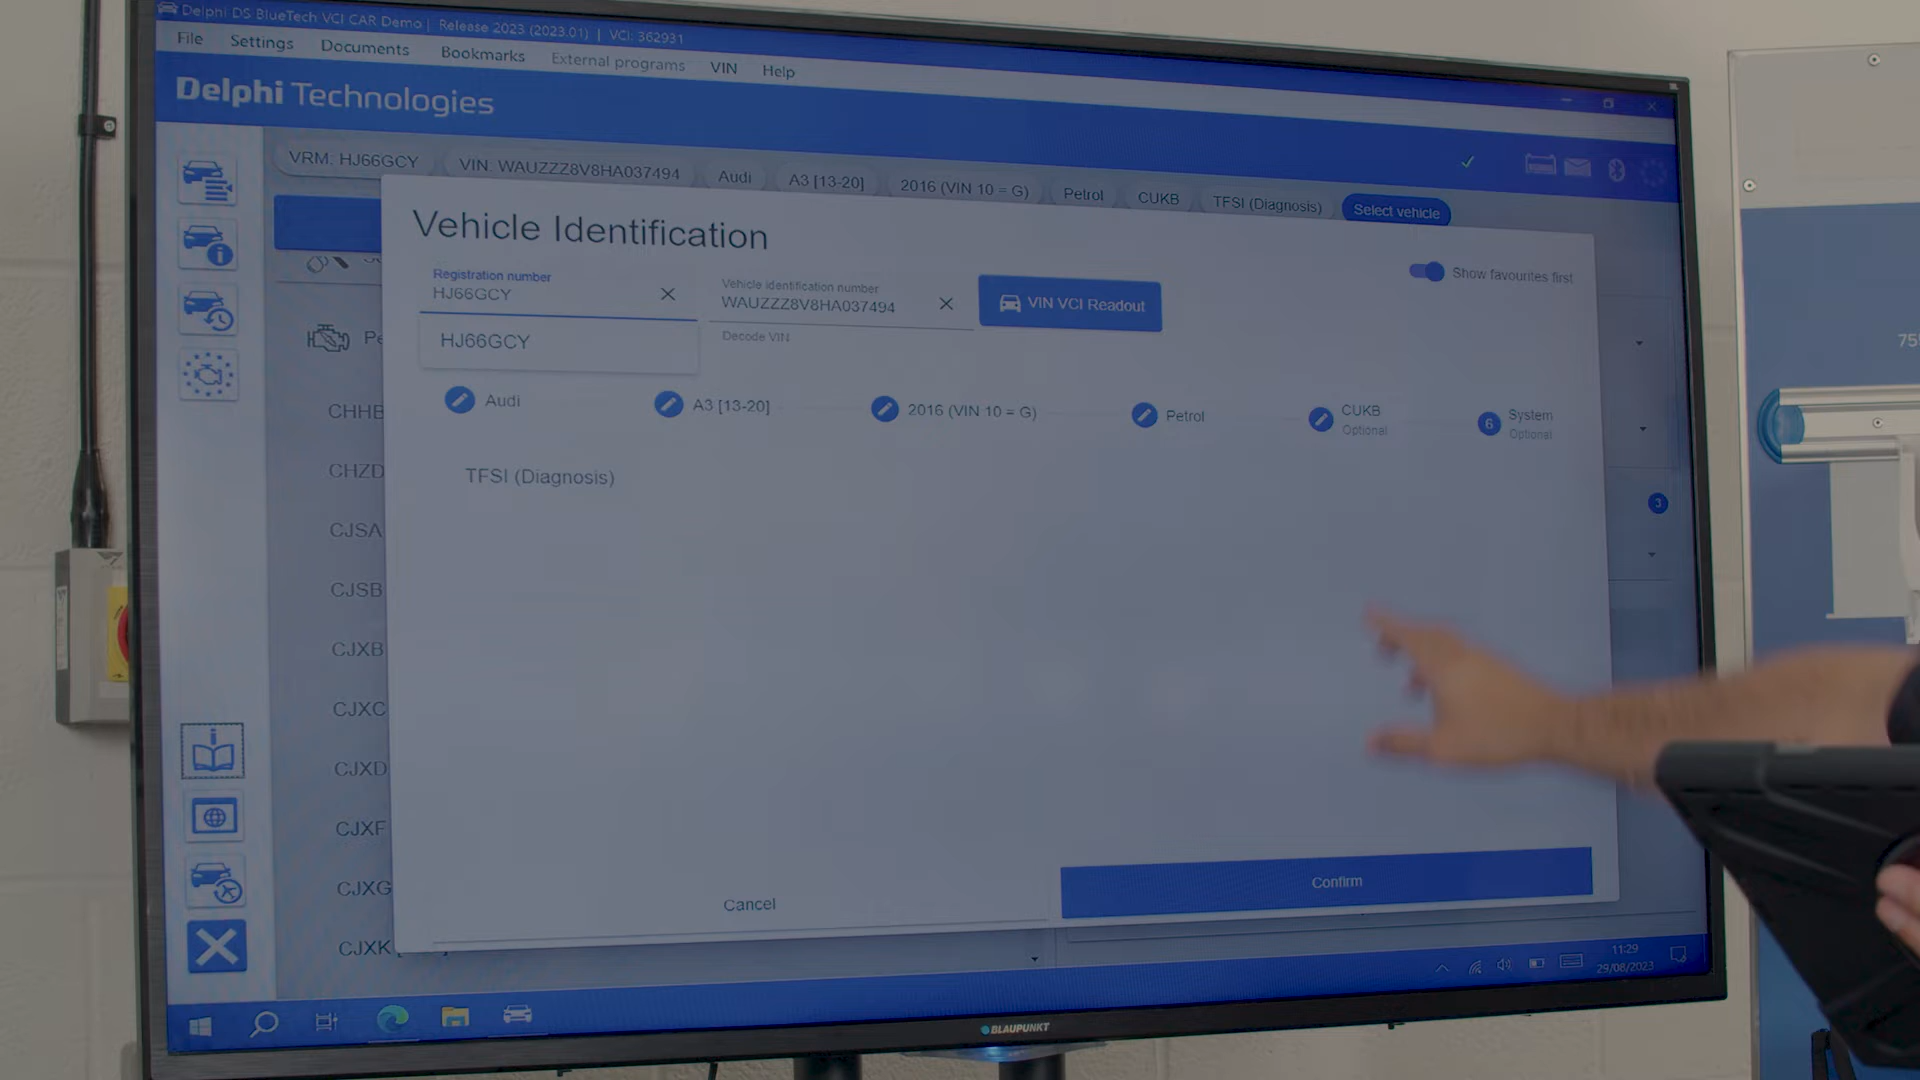 Delphi DS BlueTech VCI CAR Demo | Release 2023 (2023.01) | VCI: 362931
File Settings Documents Bookmarks External programs VIN Help
Delphi Technologies
VRM: HJ66GCY VIN: WAUZZZ8V8HA037494 Audi A3 [13-20] 2016 (VIN 10 = G) Petrol CUKB TFSI (Diagnosis) Select vehicle
Vehicle Identification
Show favourites first
Registration number
HJ66GCY
Vehicle identification number
WAUZZZ8V8HA037494
VIN VCI Readout
Decode VIN
HJ66GCY
Audi
A3 [13-20]
2016 (VIN 10 = G)
Petrol
CUKB
Optional
6
System
Optional
TFSI (Diagnosis)
Pe
CHHB
CHZD
CJSA
CJSB
CJXB
CJXC
CJXD
CJXF
CJXG
CJXK [
3
75
Cancel
Confirm
11:29
29/08/2023
BLAUPUNKT